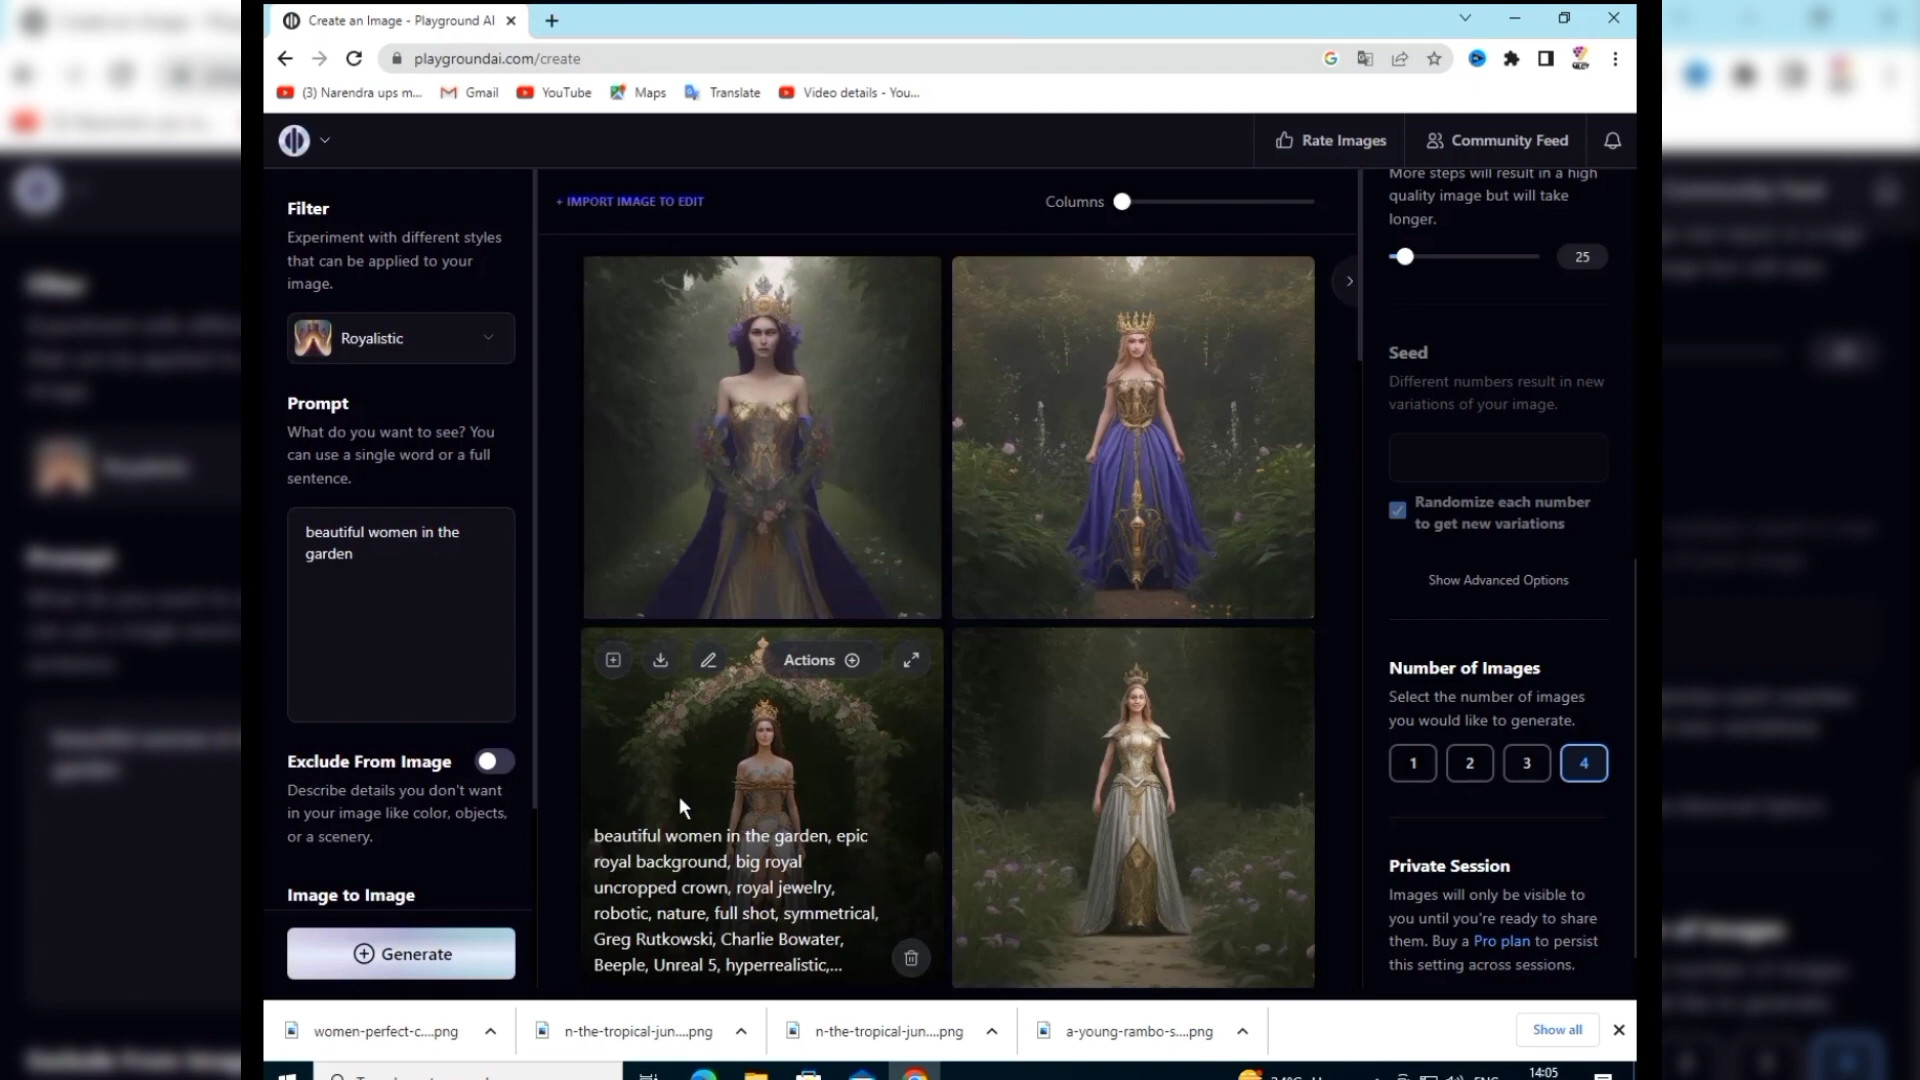 Create an Image - Playground AI
playgroundai.com/create
(3) Narendra ups m...
Gmail
YouTube
Maps
Translate
Video details - You...
Rate Images
Community Feed
Filter
Experiment with different styles
that can be applied to your
image.
Royalistic
Prompt
What do you want to see? You
can use a single word or a full
sentence.
beautiful women in the
garden
Exclude From Image
Describe details you don't want
in your image like color, objects,
or a scenery.
Image to Image
Generate
+ IMPORT IMAGE TO EDIT
Columns
Actions
beautiful women in the garden, epic
royal background, big royal
uncropped crown, royal jewelry,
robotic, nature, full shot, symmetrical,
Greg Rutkowski, Charlie Bowater,
Beeple, Unreal 5, hyperrealistic,...
More steps will result in a high
quality image but will take
longer.
25
Seed
Different numbers result in new
variations of your image.
Randomize each number
to get new variations
Show Advanced Options
Number of Images
Select the number of images
you would like to generate.
1
2
3
4
Private Session
Images will only be visible to
you until you're ready to share
them. Buy a Pro plan to persist
this setting across sessions.
women-perfect-c....png
n-the-tropical-jun....png
n-the-tropical-jun....png
a-young-rambo-s....png
Show all
14:05